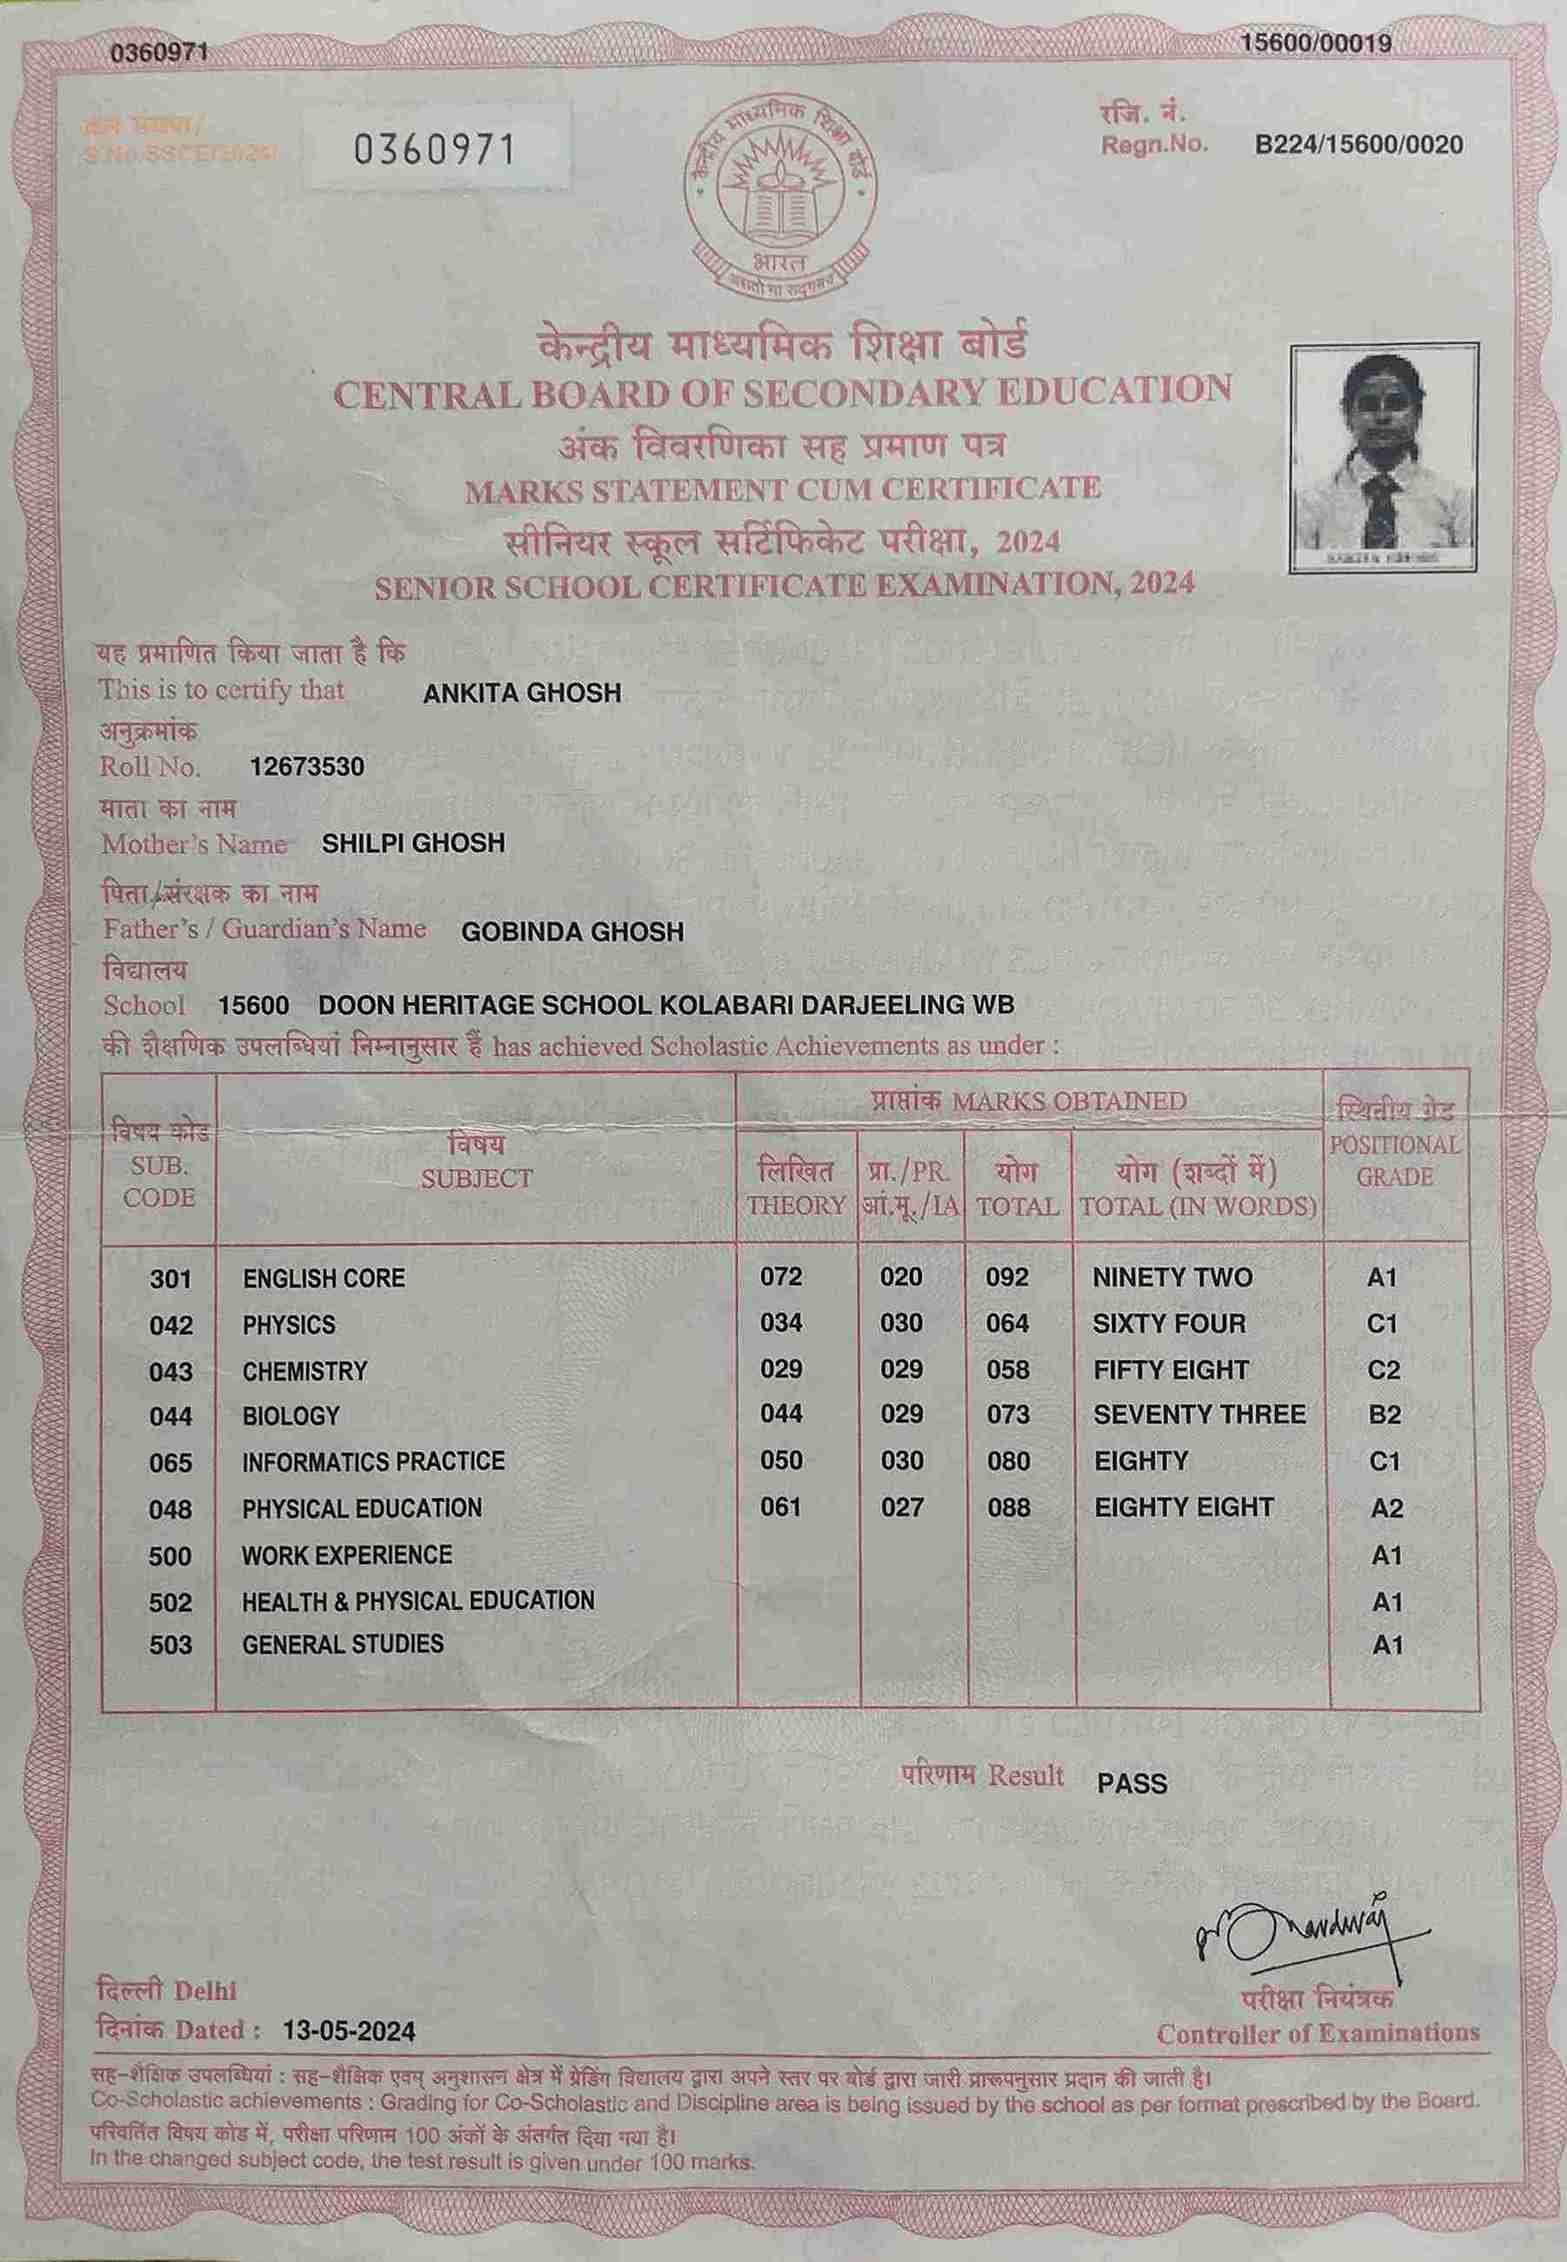 0360971
15600/00019
रजि. नं.
Regn.No. B224/15600/0020
S.No.SSCE/2024/ 0360971
केन्द्रीय माध्यमिक शिक्षा बोर्ड
भारत
असतो मा सद्गमय
केन्द्रीय माध्यमिक शिक्षा बोर्ड
CENTRAL BOARD OF SECONDARY EDUCATION
अंक विवरणिका सह प्रमाण पत्र
MARKS STATEMENT CUM CERTIFICATE
सीनियर स्कूल सर्टिफिकेट परीक्षा, 2024
SENIOR SCHOOL CERTIFICATE EXAMINATION, 2024
यह प्रमाणित किया जाता है कि
This is to certify that ANKITA GHOSH
अनुक्रमांक
Roll No. 12673530
माता का नाम
Mother's Name SHILPI GHOSH
पिता/संरक्षक का नाम
Father's / Guardian's Name GOBINDA GHOSH
विद्यालय
School 15600 DOON HERITAGE SCHOOL KOLABARI DARJEELING WB
की शैक्षणिक उपलब्धियां निम्नानुसार हैं has achieved Scholastic Achievements as under :
विषय कोड
SUB.
CODE
विषय
SUBJECT
प्राप्तांक MARKS OBTAINED
लिखित
THEORY
प्रा./PR.
आं.मू./IA
योग
TOTAL
योग (शब्दों में)
TOTAL (IN WORDS)
स्थितीय ग्रेड
POSITIONAL
GRADE
301 ENGLISH CORE 072 020 092 NINETY TWO A1
042 PHYSICS 034 030 064 SIXTY FOUR C1
043 CHEMISTRY 029 029 058 FIFTY EIGHT C2
044 BIOLOGY 044 029 073 SEVENTY THREE B2
065 INFORMATICS PRACTICE 050 030 080 EIGHTY C1
048 PHYSICAL EDUCATION 061 027 088 EIGHTY EIGHT A2
500 WORK EXPERIENCE A1
502 HEALTH & PHYSICAL EDUCATION A1
503 GENERAL STUDIES A1
परिणाम Result PASS
दिल्ली Delhi
दिनांक Dated : 13-05-2024
परीक्षा नियंत्रक
Controller of Examinations
सह-शैक्षिक उपलब्धियां : सह-शैक्षिक एवम् अनुशासन क्षेत्र में ग्रेडिंग विद्यालय द्वारा अपने स्तर पर बोर्ड द्वारा जारी प्रारूपनुसार प्रदान की जाती है।
Co-Scholastic achievements : Grading for Co-Scholastic and Discipline area is being issued by the school as per format prescribed by the Board.
परिवर्तित विषय कोड में, परीक्षा परिणाम 100 अंकों के अंतर्गत दिया गया है।
In the changed subject code, the test result is given under 100 marks.